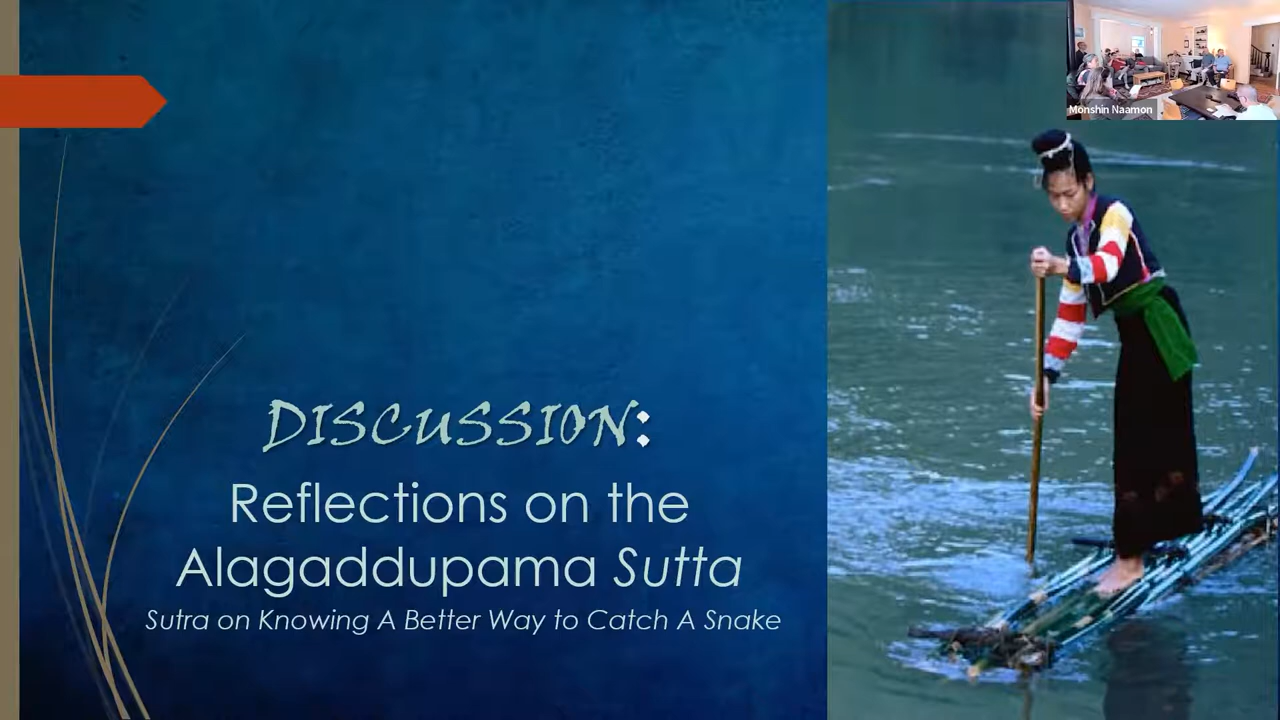 Monshin Naamon
DISCUSSION:
Reflections on the
Alagaddupama Sutta
Sutra on Knowing A Better Way to Catch A Snake